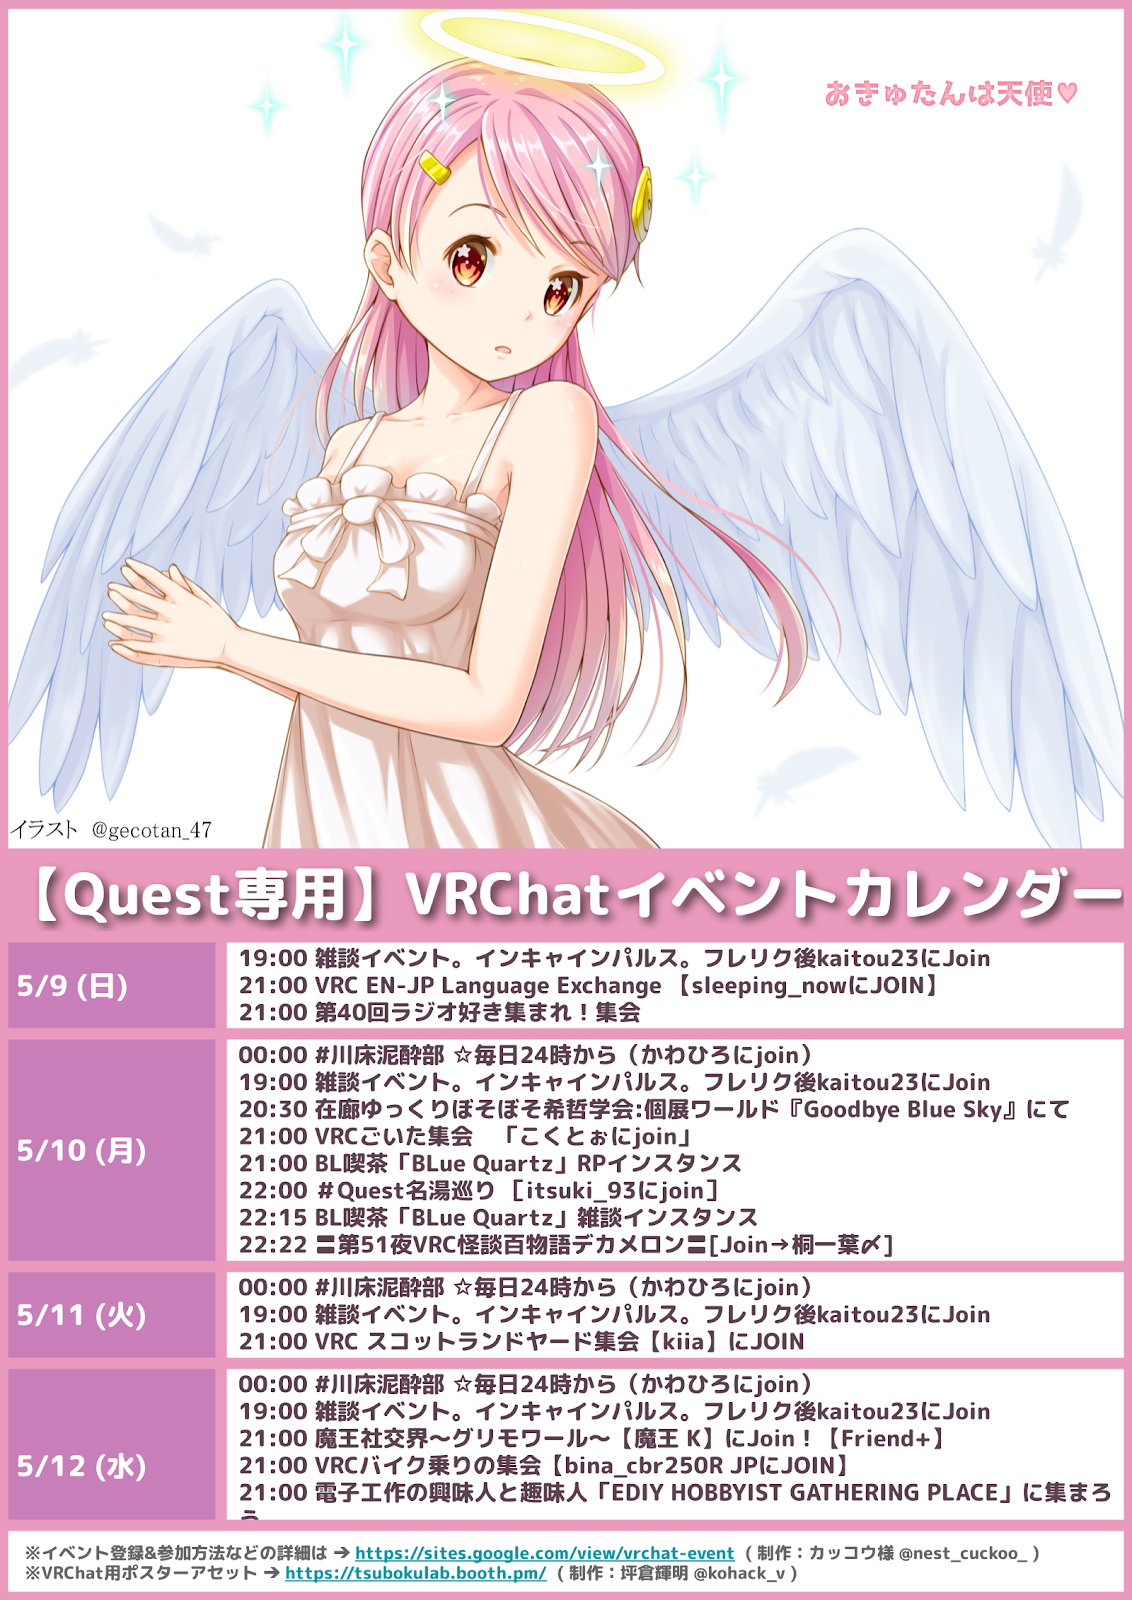 おきゅたんは天使♥
イラスト @gecotan_47
【Quest専用】VRChatイベントカレンダー
5/9 (日)
19:00 雑談イベント。インキャインパルス。フレリク後kaitou23にJoin
21:00 VRC EN-JP Language Exchange 【sleeping_nowにJOIN】
21:00 第40回ラジオ好き集まれ！集会
5/10 (月)
00:00 #川床泥酔部 ☆毎日24時から（かわひろにjoin）
19:00 雑談イベント。インキャインパルス。フレリク後kaitou23にJoin
20:30 在廊ゆっくりぼそぼそ希哲学会:個展ワールド『Goodbye Blue Sky』にて
21:00 VRCごいた集会　「こくとぉにjoin」
21:00 BL喫茶「BLue Quartz」RPインスタンス
22:00 ＃Quest名湯巡り ［itsuki_93にjoin］
22:15 BL喫茶「BLue Quartz」雑談インスタンス
22:22 〓第51夜VRC怪談百物語デカメロン〓[Join→桐一葉〆]
5/11 (火)
00:00 #川床泥酔部 ☆毎日24時から（かわひろにjoin）
19:00 雑談イベント。インキャインパルス。フレリク後kaitou23にJoin
21:00 VRC スコットランドヤード集会【kiia】にJOIN
5/12 (水)
00:00 #川床泥酔部 ☆毎日24時から（かわひろにjoin）
19:00 雑談イベント。インキャインパルス。フレリク後kaitou23にJoin
21:00 魔王社交界～グリモワール～【魔王 K】にJoin！【Friend+】
21:00 VRCバイク乗りの集会【bina_cbr250R JPにJOIN】
21:00 電子工作の興味人と趣味人「EDIY HOBBYIST GATHERING PLACE」に集まろ
※イベント登録&参加方法などの詳細は → https://sites.google.com/view/vrchat-event ( 制作：カッコウ様 @nest_cuckoo_ )
※VRChat用ポスターアセット → https://tsubokulab.booth.pm/ ( 制作：坪倉輝明 @kohack_v )